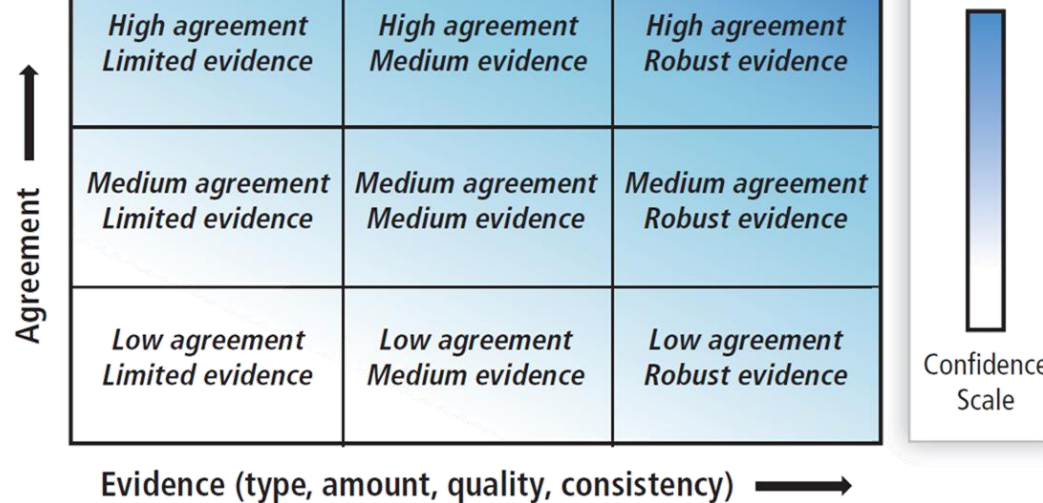 High agreement
Limited evidence
High agreement
Medium evidence
High agreement
Robust evidence
Medium agreement
Limited evidence
Medium agreement
Medium evidence
Medium agreement
Robust evidence
Low agreement
Limited evidence
Low agreement
Medium evidence
Low agreement
Robust evidence
Agreement
Evidence (type, amount, quality, consistency)
Confidence
Scale